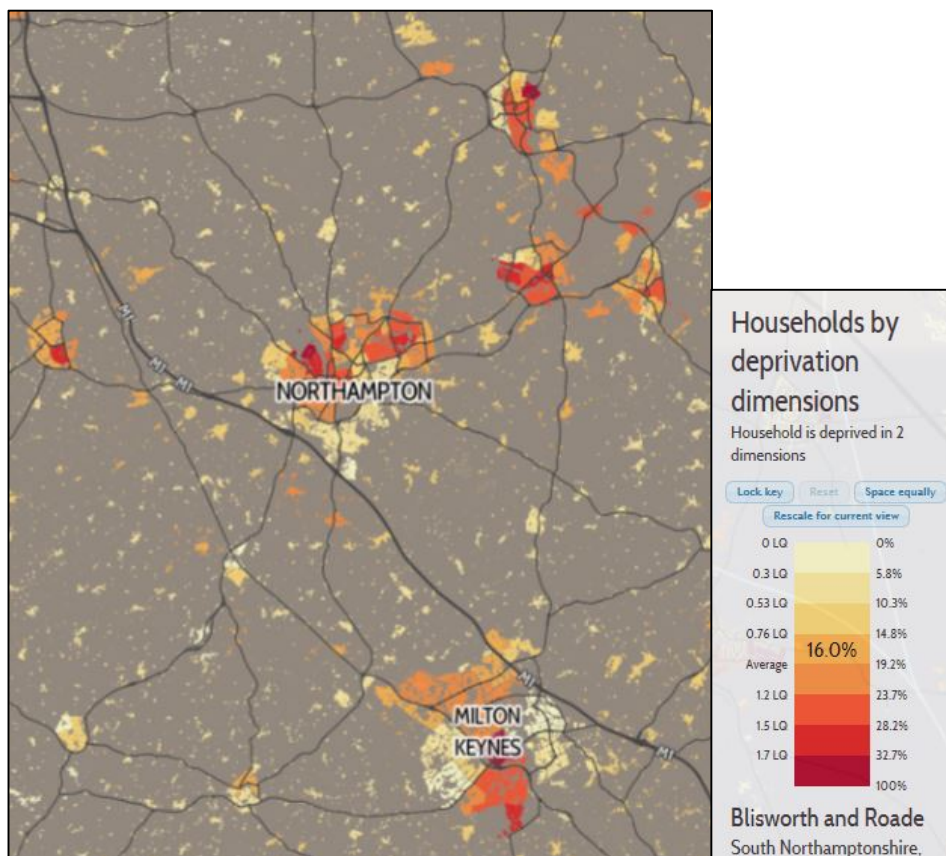 M1
M1
M1
NORTHAMPTON
M1
MILTON
KEYNES
M1
Households by
deprivation
dimensions
Household is deprived in 2
dimensions
Lock key Reset Space equally
Rescale for current view
0 LQ 0%
0.3 LQ 5.8%
0.53 LQ 10.3%
0.76 LQ 14.8%
16.0%
Average 19.2%
1.2 LQ 23.7%
1.5 LQ 28.2%
1.7 LQ 32.7%
100%
Blisworth and Roade
South Northamptonshire,